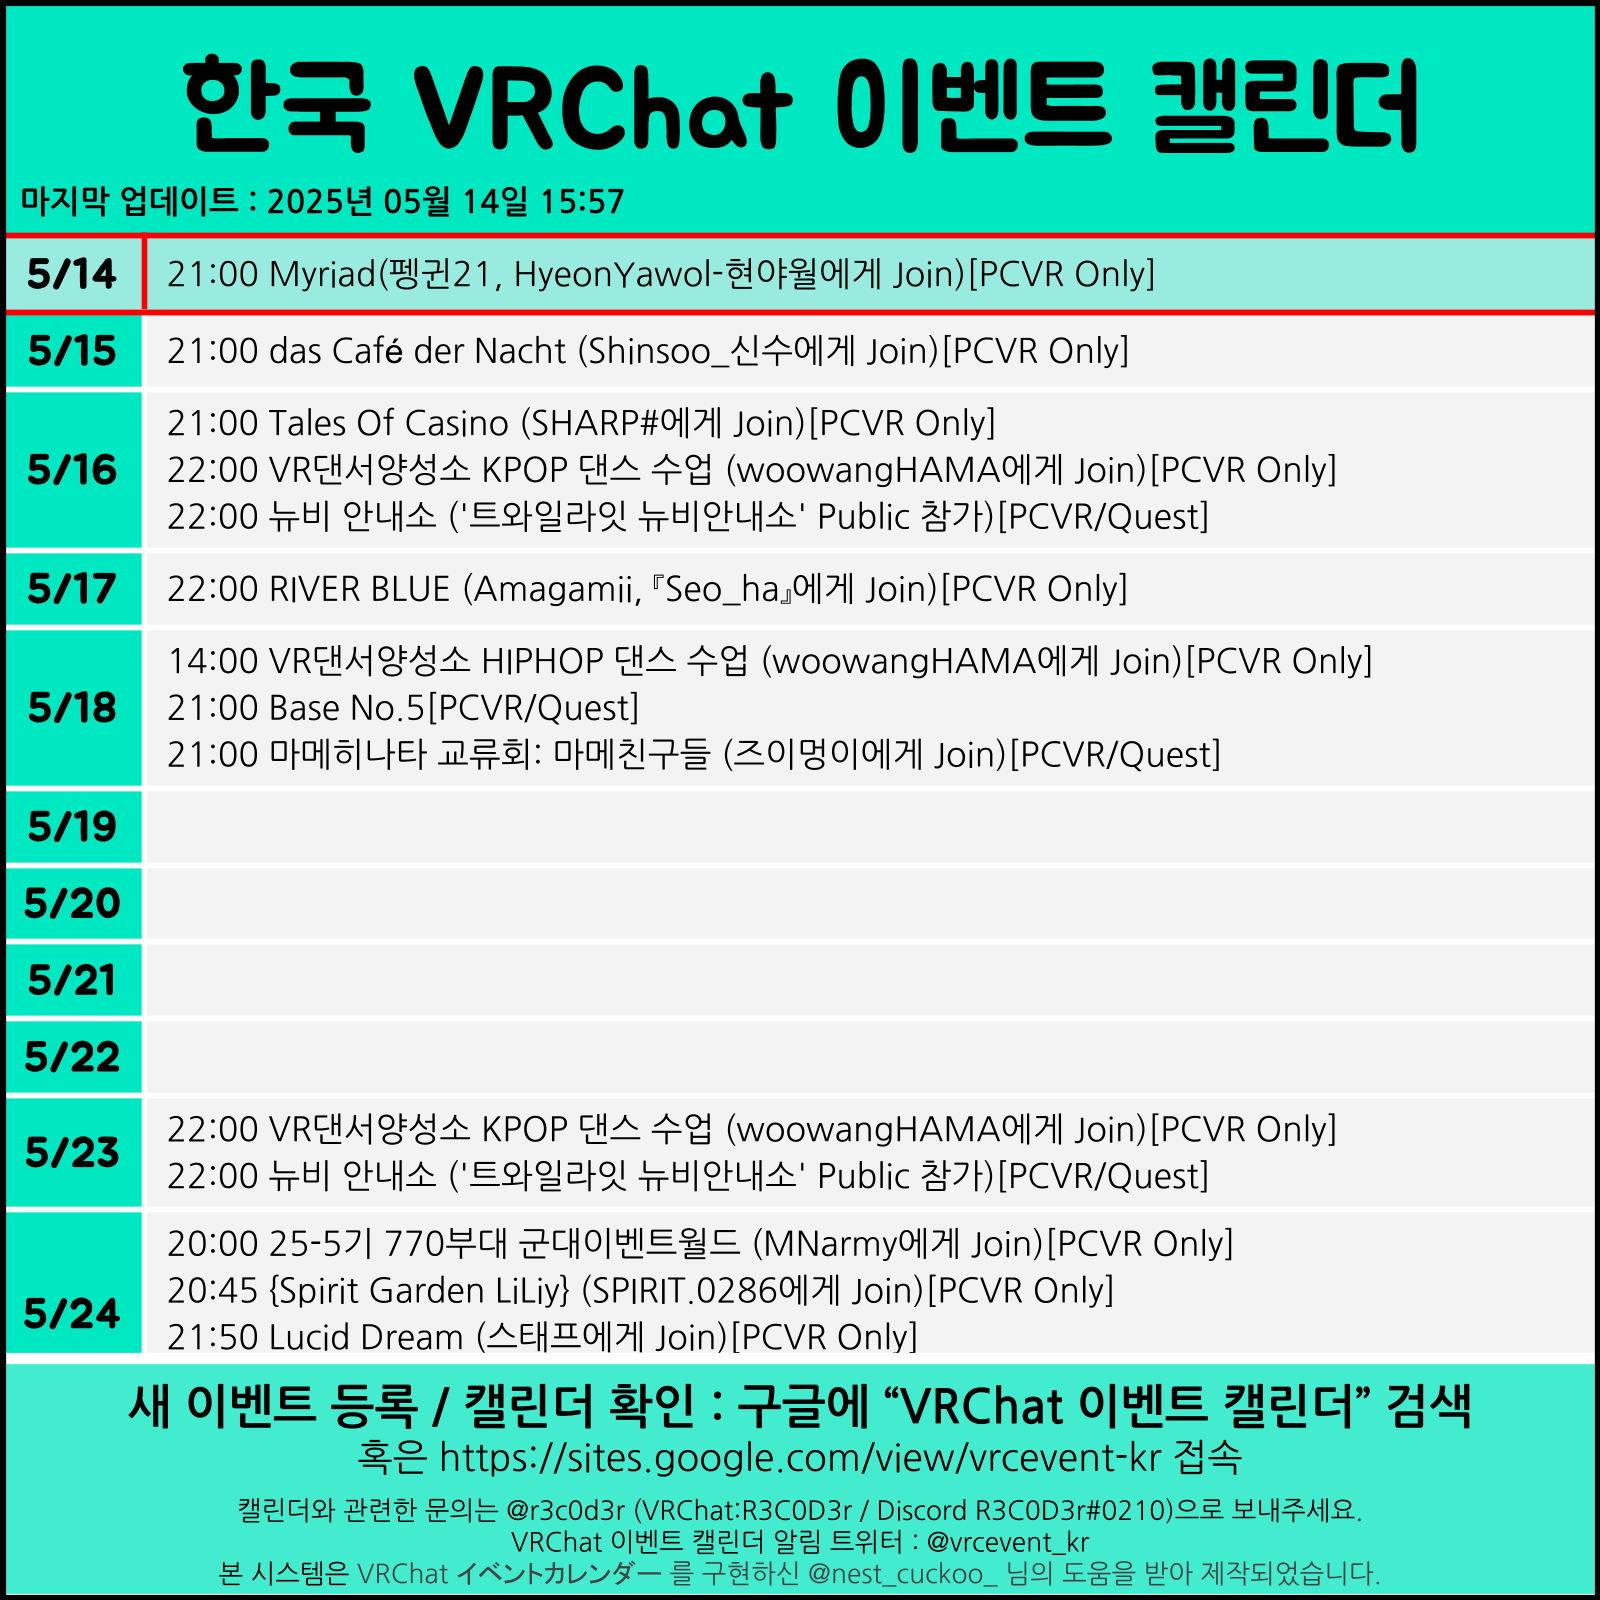 한국 VRChat 이벤트 캘린더
마지막 업데이트 : 2025년 05월 14일 15:57
5/14
21:00 Myriad(펭귄21, HyeonYawol-현야월에게 Join)[PCVR Only]
5/15
21:00 das Café der Nacht (Shinsoo_신수에게 Join)[PCVR Only]
5/16
21:00 Tales Of Casino (SHARP#에게 Join)[PCVR Only]
22:00 VR댄서양성소 KPOP 댄스 수업 (woowangHAMA에게 Join)[PCVR Only]
22:00 뉴비 안내소 ('트와일라잇 뉴비안내소' Public 참가)[PCVR/Quest]
5/17
22:00 RIVER BLUE (Amagamii,『Seo_ha』에게 Join)[PCVR Only]
5/18
14:00 VR댄서양성소 HIPHOP 댄스 수업 (woowangHAMA에게 Join)[PCVR Only]
21:00 Base No.5[PCVR/Quest]
21:00 마메히나타 교류회: 마메친구들 (즈이멍이에게 Join)[PCVR/Quest]
5/19
5/20
5/21
5/22
5/23
22:00 VR댄서양성소 KPOP 댄스 수업 (woowangHAMA에게 Join)[PCVR Only]
22:00 뉴비 안내소 ('트와일라잇 뉴비안내소' Public 참가)[PCVR/Quest]
5/24
20:00 25-5기 770부대 군대이벤트월드 (MNarmy에게 Join)[PCVR Only]
20:45 {Spirit Garden LiLiy} (SPIRIT.0286에게 Join)[PCVR Only]
21:50 Lucid Dream (스태프에게 Join)[PCVR Only]
새 이벤트 등록 / 캘린더 확인 : 구글에 “VRChat 이벤트 캘린더” 검색
혹은 https://sites.google.com/view/vrcevent-kr 접속
캘린더와 관련한 문의는 @r3c0d3r (VRChat:R3C0D3r / Discord R3C0D3r#0210)으로 보내주세요.
VRChat 이벤트 캘린더 알림 트위터 : @vrcevent_kr
본 시스템은 VRChat イベントカレンダー 를 구현하신 @nest_cuckoo_ 님의 도움을 받아 제작되었습니다.